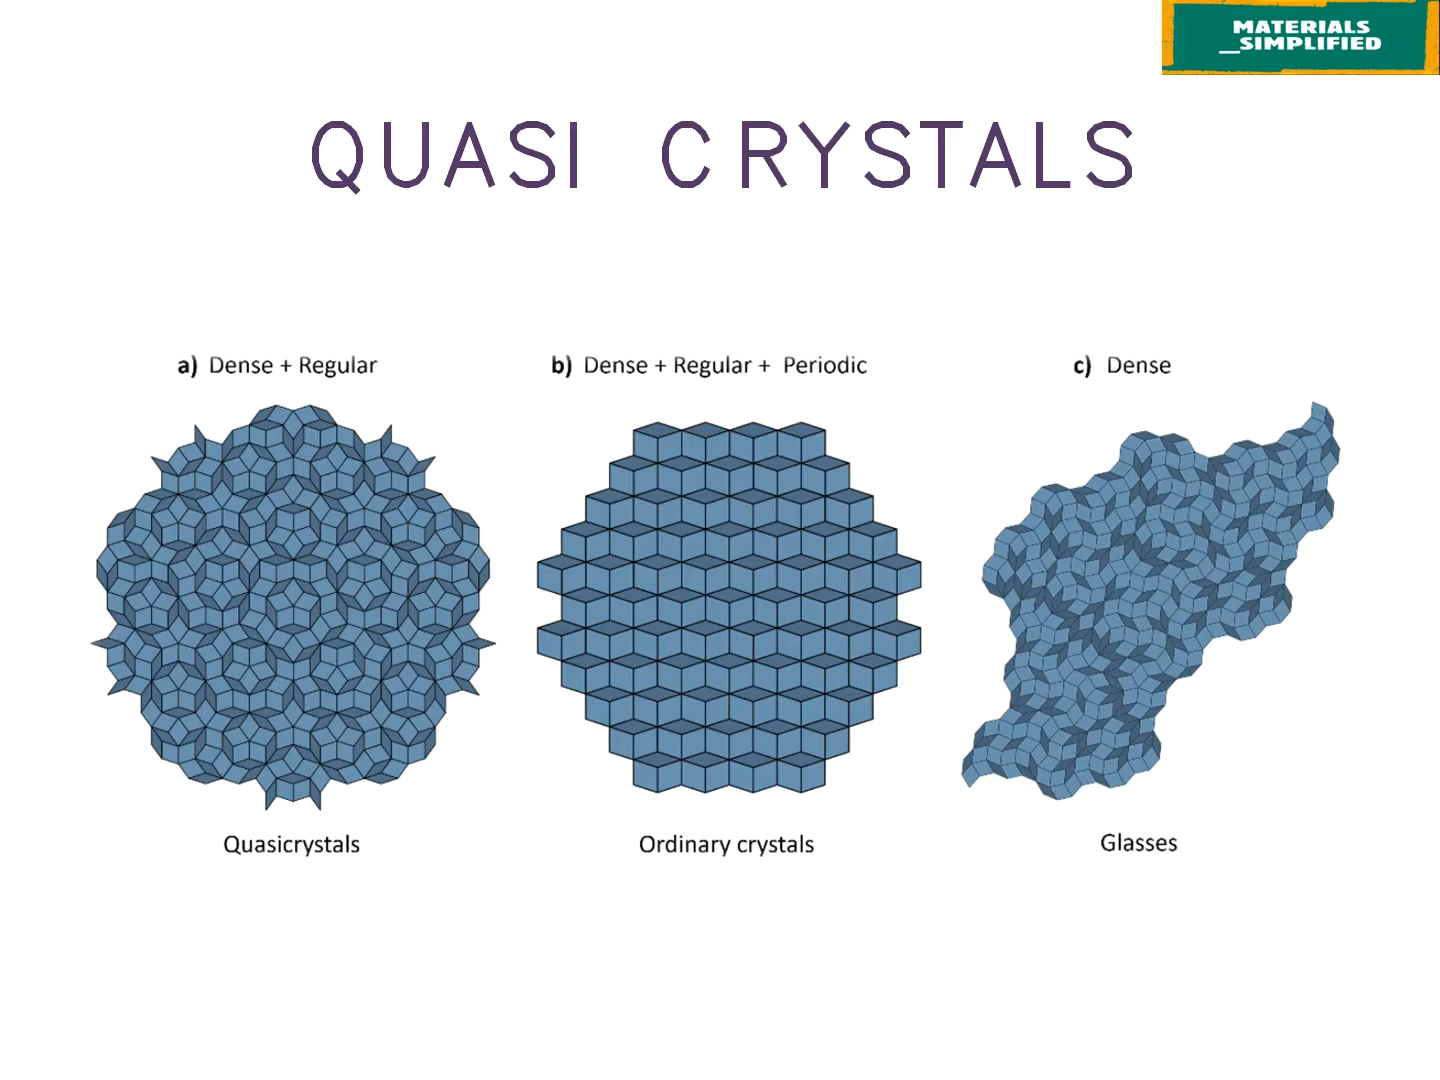 MATERIALS
_SIMPLIFIED
QUASI CRYSTALS
a) Dense + Regular
b) Dense + Regular + Periodic
c) Dense
Quasicrystals
Ordinary crystals
Glasses